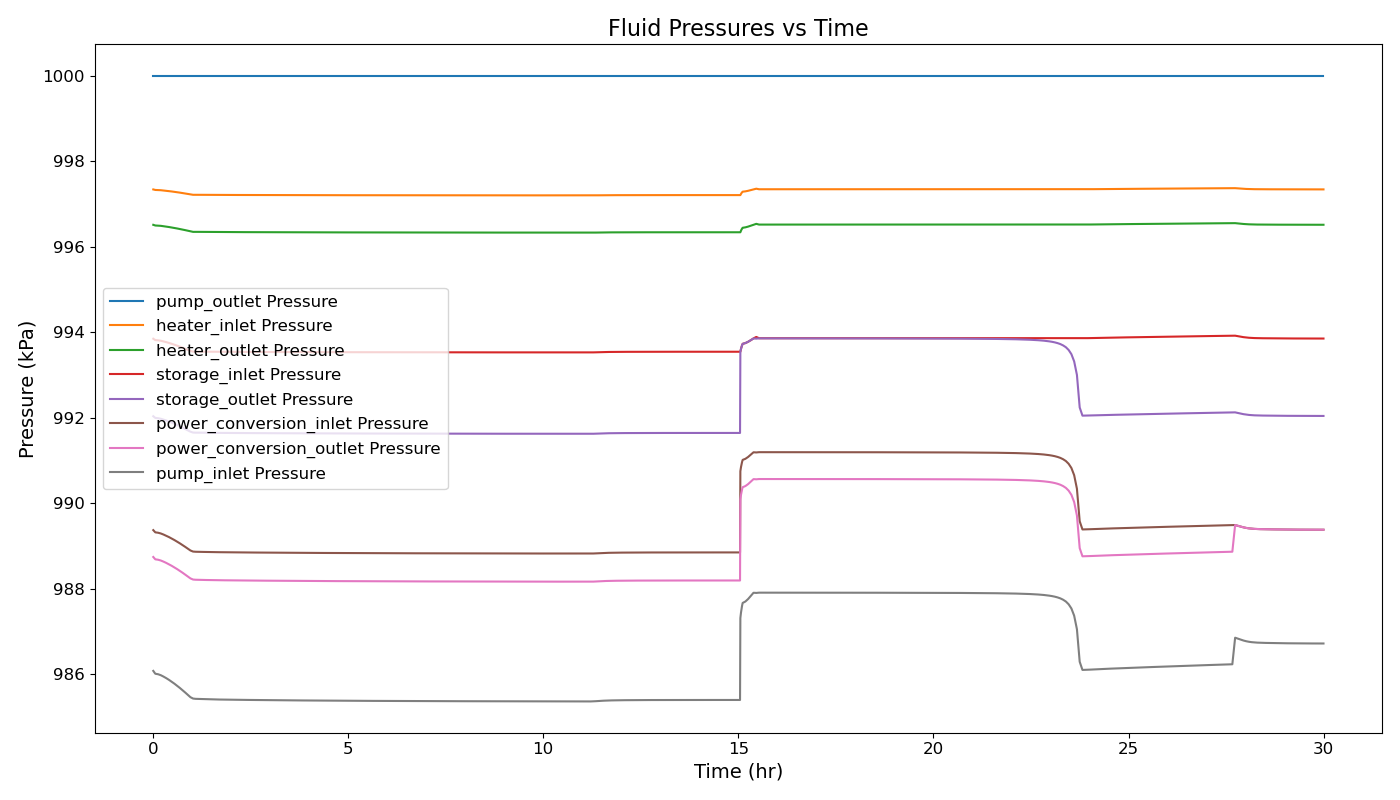 Fluid Pressures vs Time
Pressure (kPa)
1000
998
996
994
992
990
988
986
pump_outlet Pressure
heater_inlet Pressure
heater_outlet Pressure
storage_inlet Pressure
storage_outlet Pressure
power_conversion_inlet Pressure
power_conversion_outlet Pressure
pump_inlet Pressure
0 5 10 15 20 25 30
Time (hr)